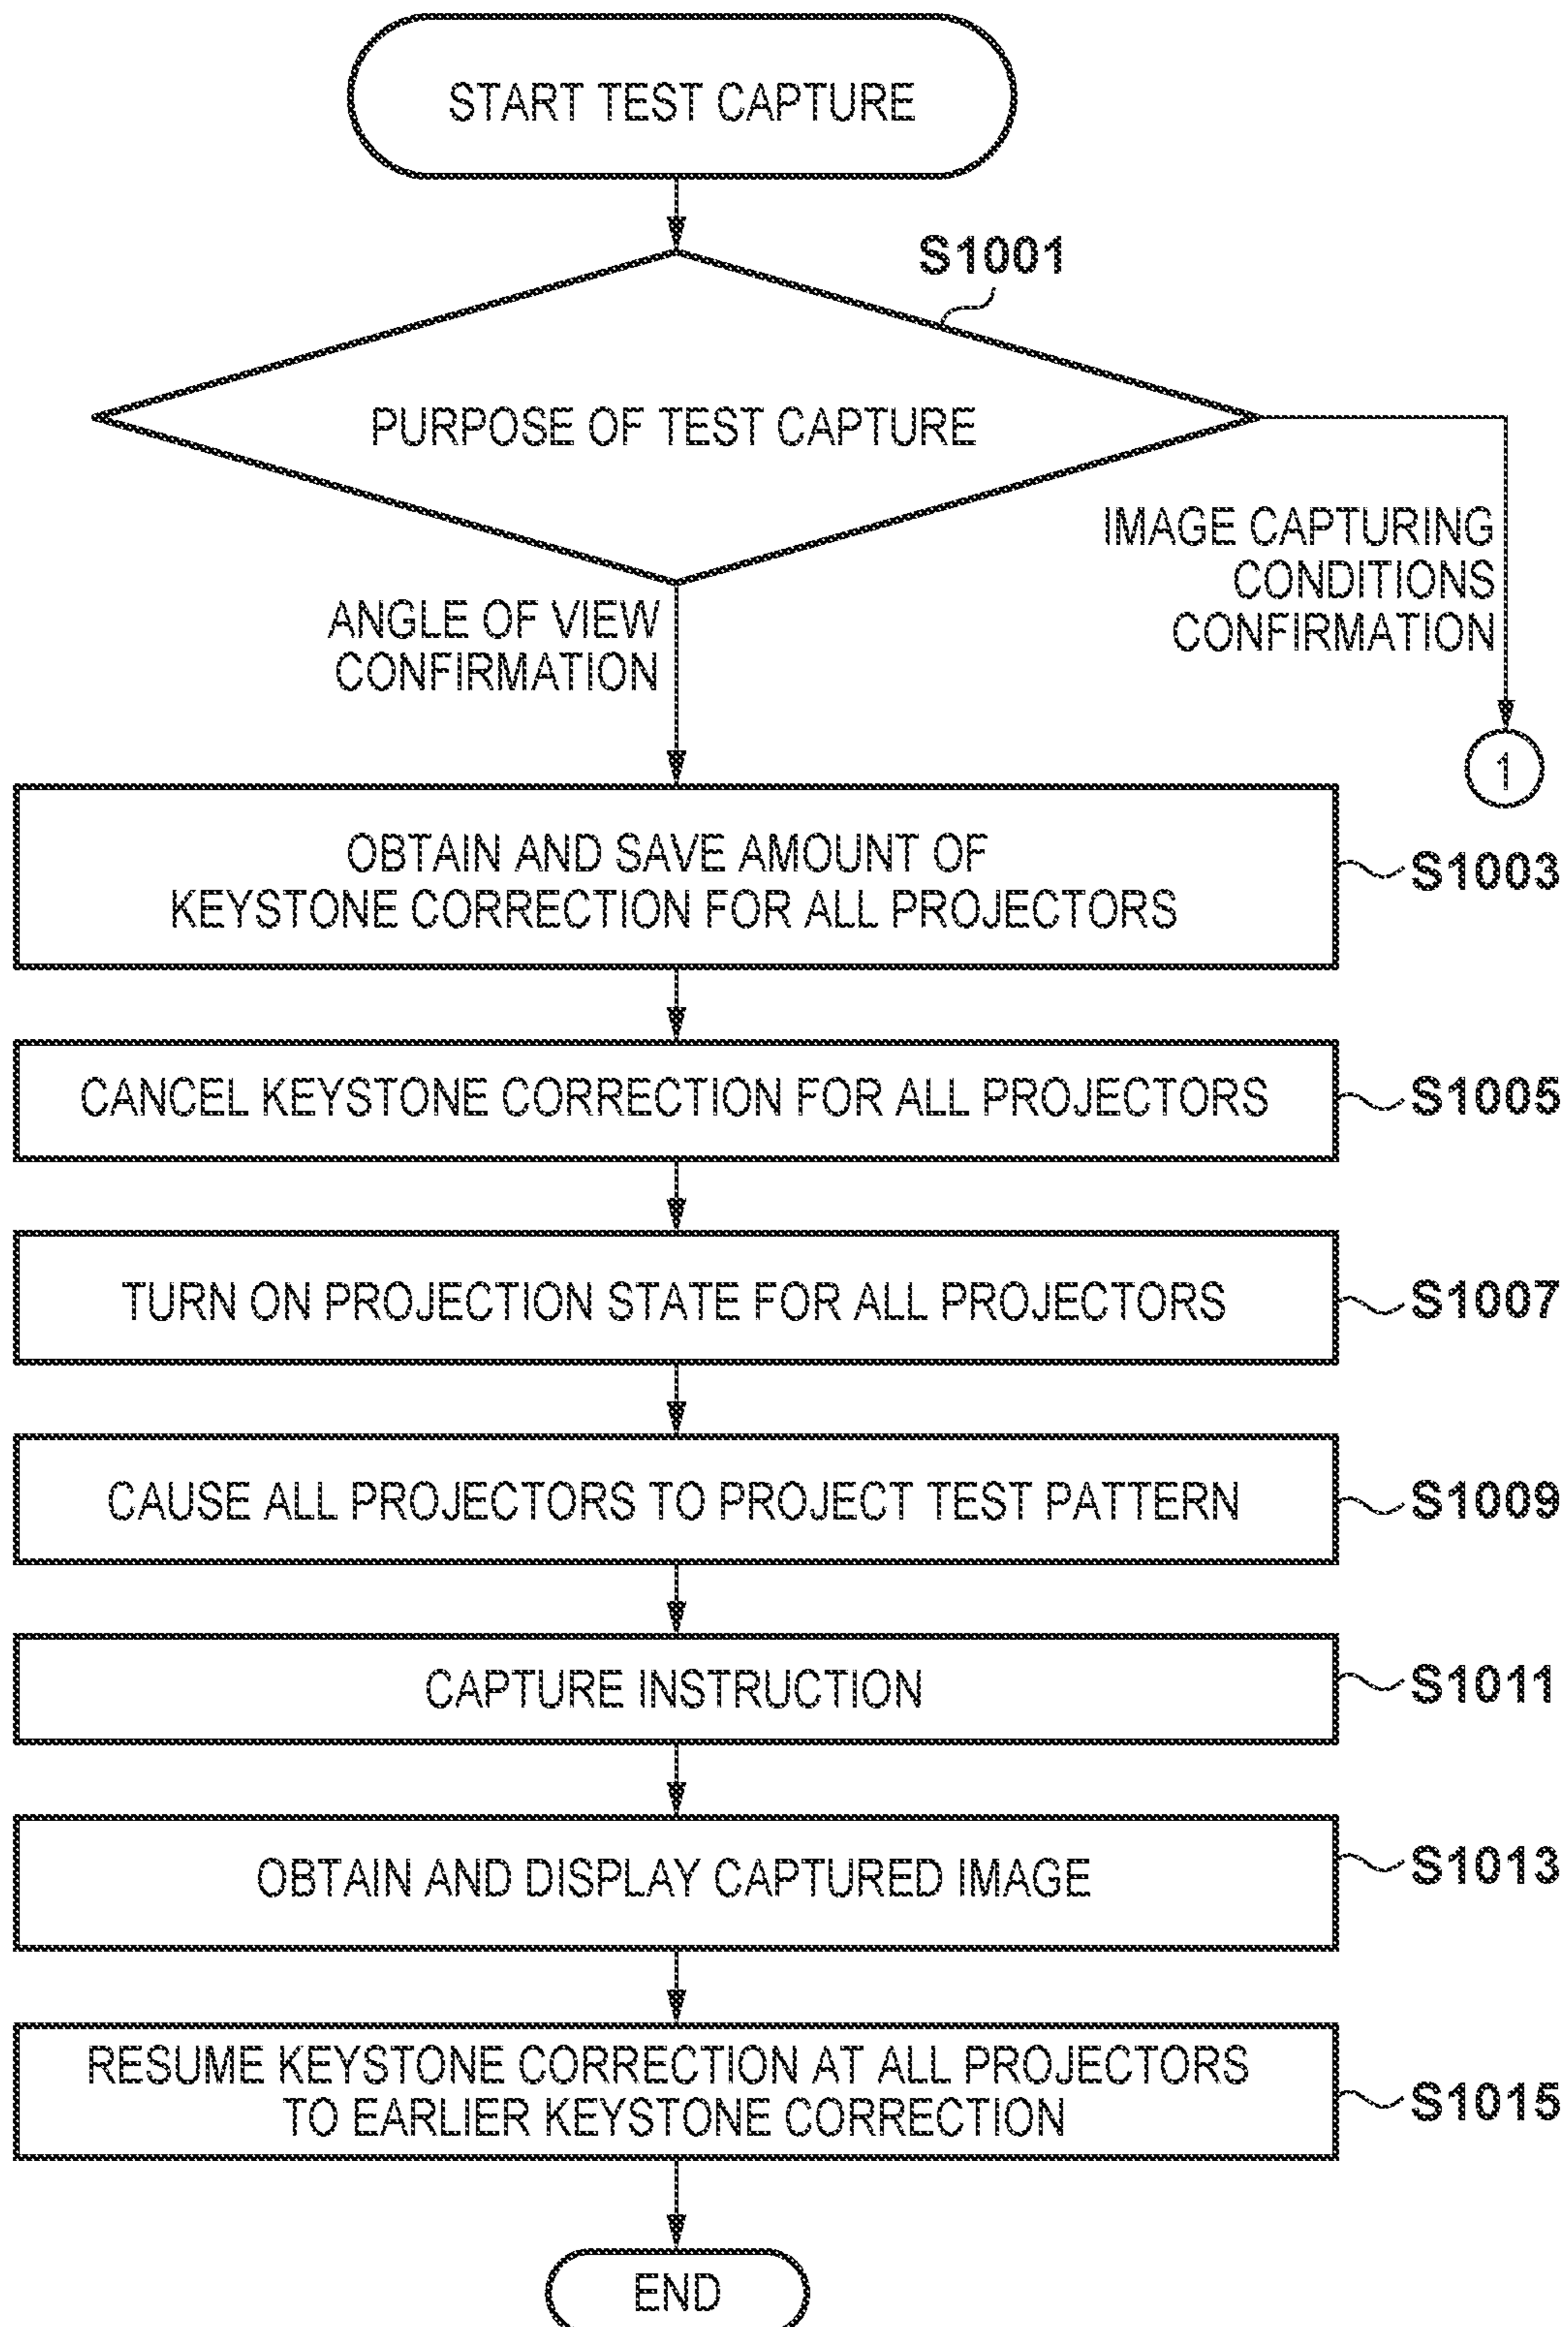 START TEST CAPTURE
S1001
PURPOSE OF TEST CAPTURE
IMAGE CAPTURING
CONDITIONS
CONFIRMATION
ANGLE OF VIEW
CONFIRMATION
1
OBTAIN AND SAVE AMOUNT OF
KEYSTONE CORRECTION FOR ALL PROJECTORS
S1003
CANCEL KEYSTONE CORRECTION FOR ALL PROJECTORS
S1005
TURN ON PROJECTION STATE FOR ALL PROJECTORS
S1007
CAUSE ALL PROJECTORS TO PROJECT TEST PATTERN
S1009
CAPTURE INSTRUCTION
S1011
OBTAIN AND DISPLAY CAPTURED IMAGE
S1013
RESUME KEYSTONE CORRECTION AT ALL PROJECTORS
TO EARLIER KEYSTONE CORRECTION
S1015
END